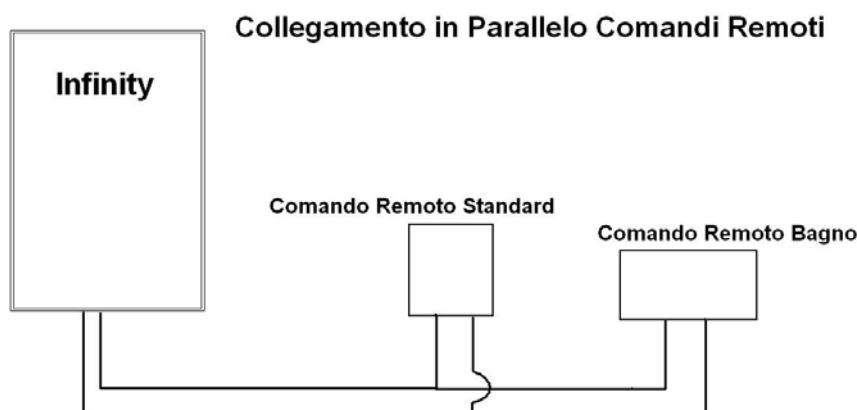 Collegamento in Parallelo Comandi Remoti
Infinity
Comando Remoto Standard
Comando Remoto Bagno